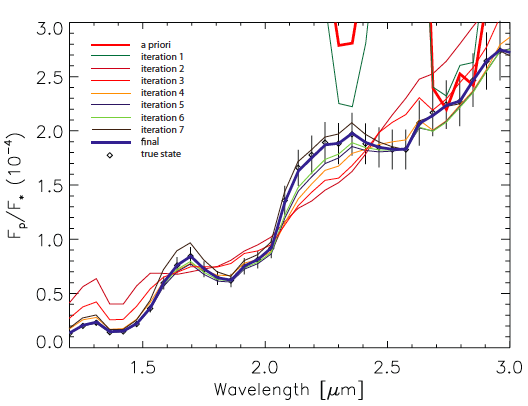 3.0
2.5
2.0
1.5
1.0
0.5
0.0
Fp/F* (10⁻⁴)
a priori
iteration 1
iteration 2
iteration 3
iteration 4
iteration 5
iteration 6
iteration 7
final
true state
1.5 2.0 2.5 3.0
Wavelength [μm]